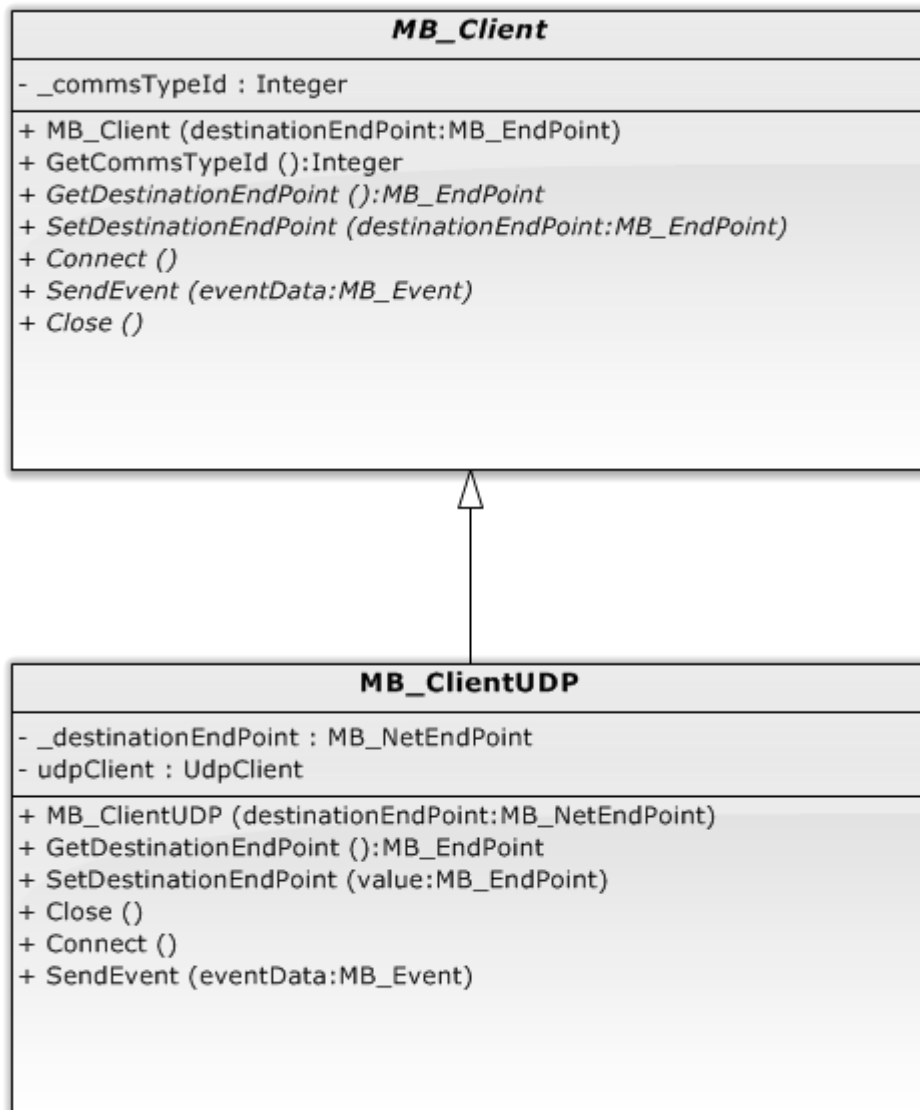 MB_Client
- _commsTypeId : Integer
+ MB_Client (destinationEndPoint:MB_EndPoint)
+ GetCommsTypeId ():Integer
+ GetDestinationEndPoint ():MB_EndPoint
+ SetDestinationEndPoint (destinationEndPoint:MB_EndPoint)
+ Connect ()
+ SendEvent (eventData:MB_Event)
+ Close ()
MB_ClientUDP
- _destinationEndPoint : MB_NetEndPoint
- udpClient : UdpClient
+ MB_ClientUDP (destinationEndPoint:MB_NetEndPoint)
+ GetDestinationEndPoint ():MB_EndPoint
+ SetDestinationEndPoint (value:MB_EndPoint)
+ Close ()
+ Connect ()
+ SendEvent (eventData:MB_Event)